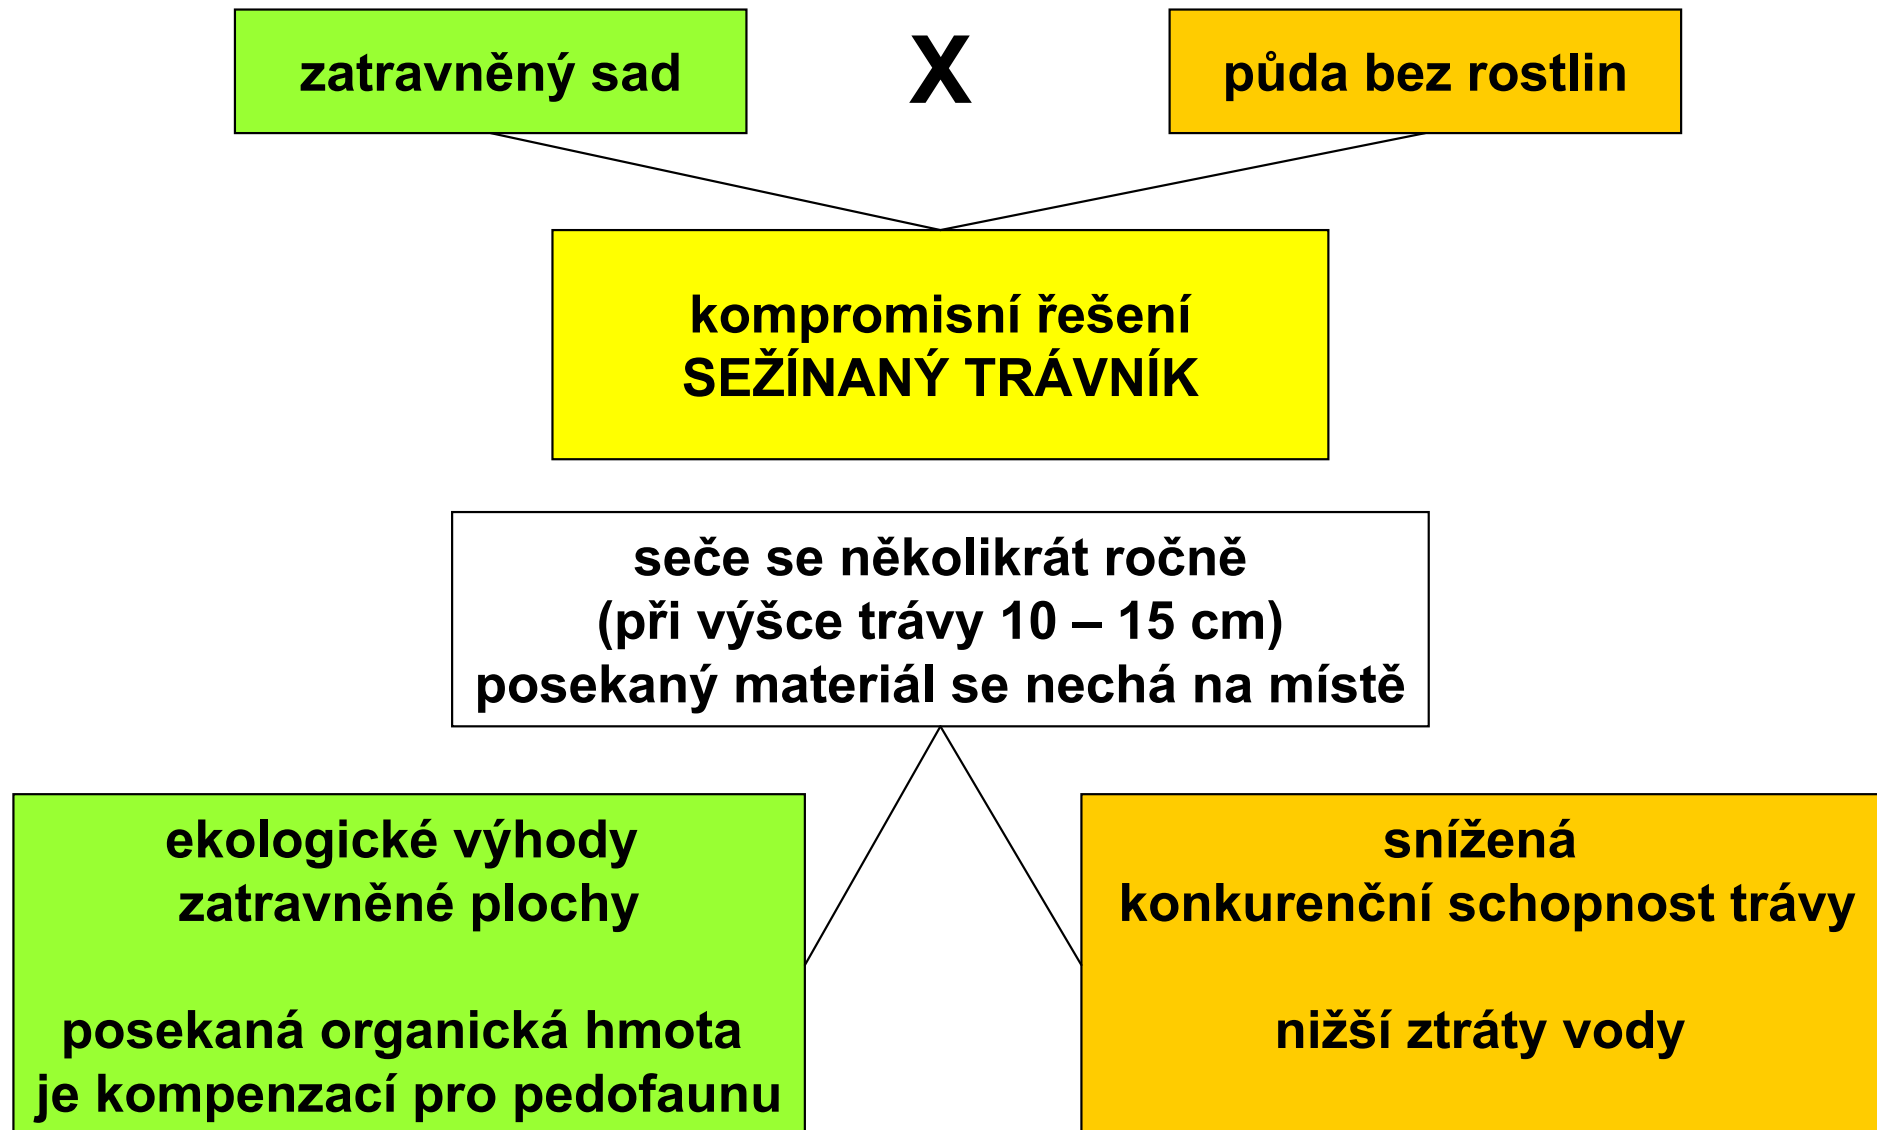 zatravněný sad
X
půda bez rostlin
kompromisní řešení
SEŽÍNANÝ TRÁVNÍK
seče se několikrát ročně
(při výšce trávy 10 – 15 cm)
posekaný materiál se nechá na místě
ekologické výhody
zatravněné plochy
posekaná organická hmota
je kompenzací pro pedofaunu
snížená
konkurenční schopnost trávy
nižší ztráty vody